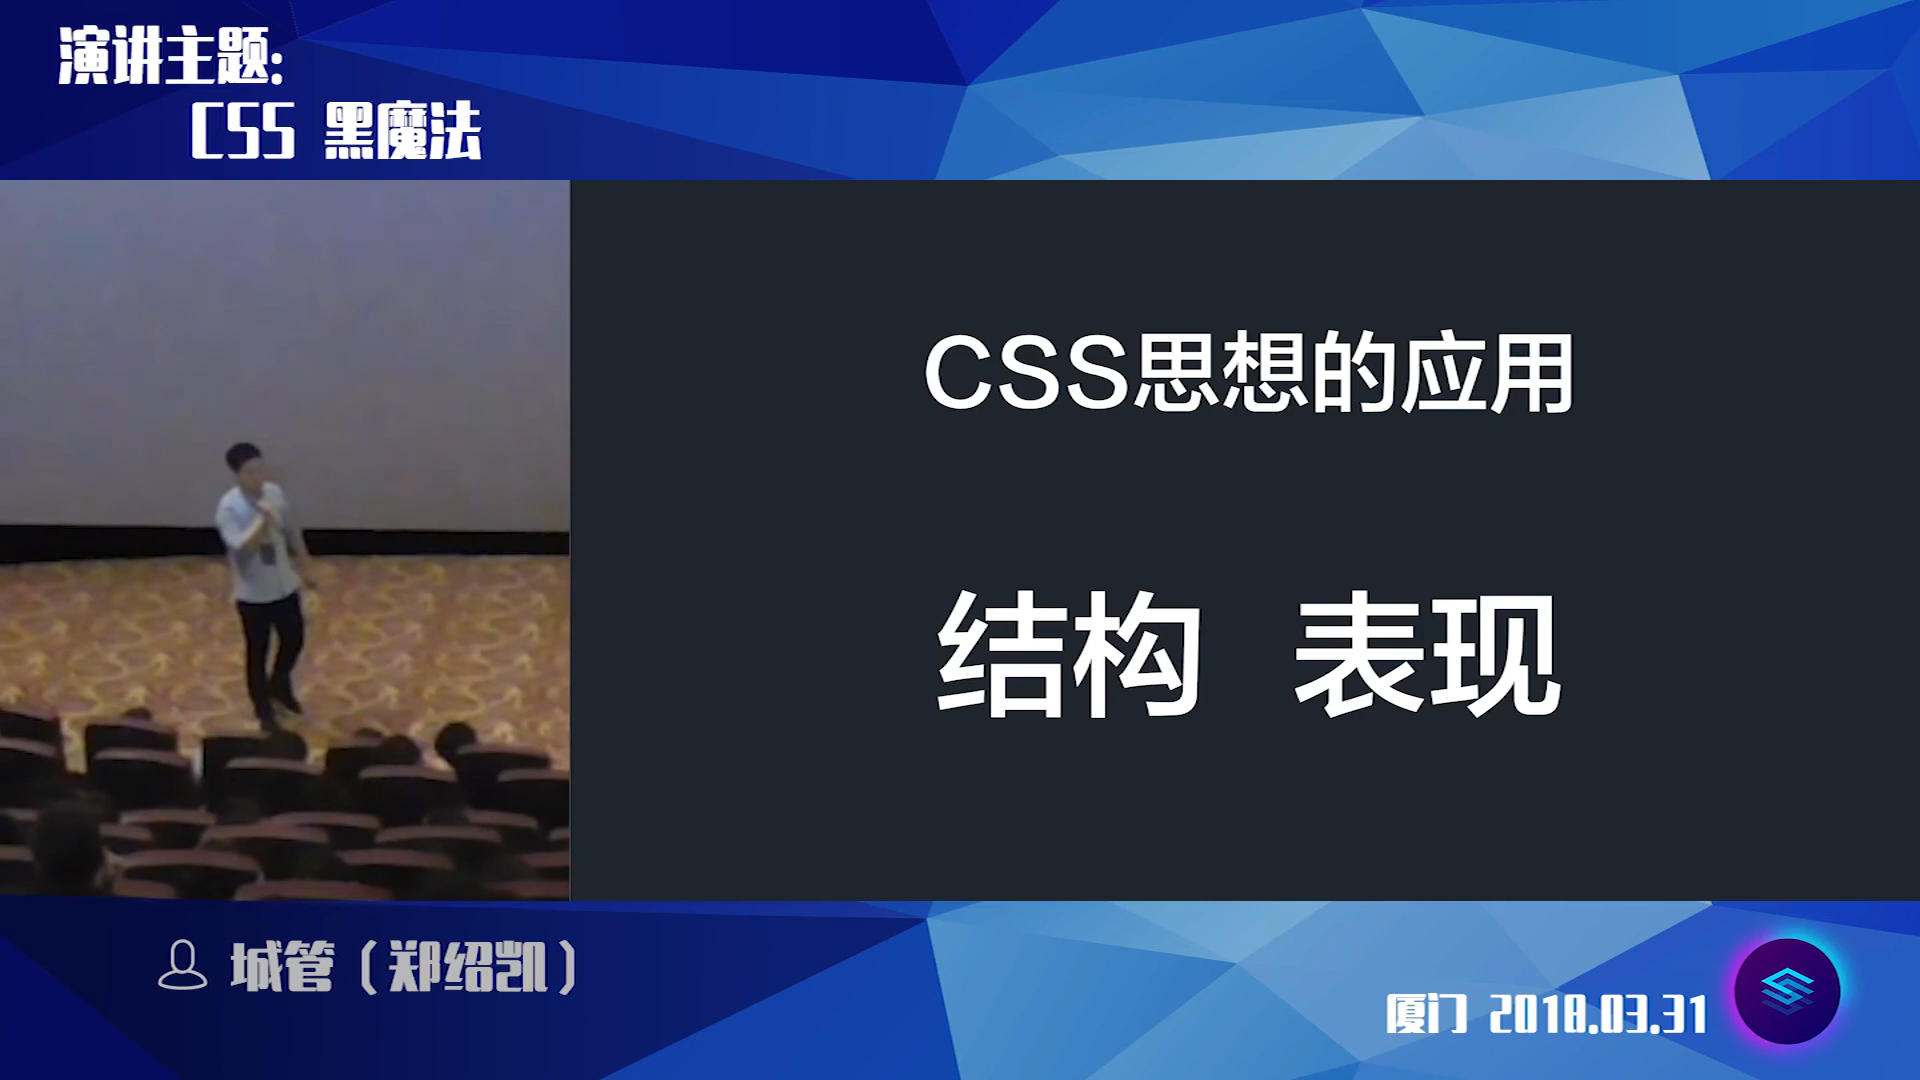 演讲主题:
CSS 黑魔法
CSS思想的应用
结构 表现
城管（郑绍凯）
厦门 2018.03.31